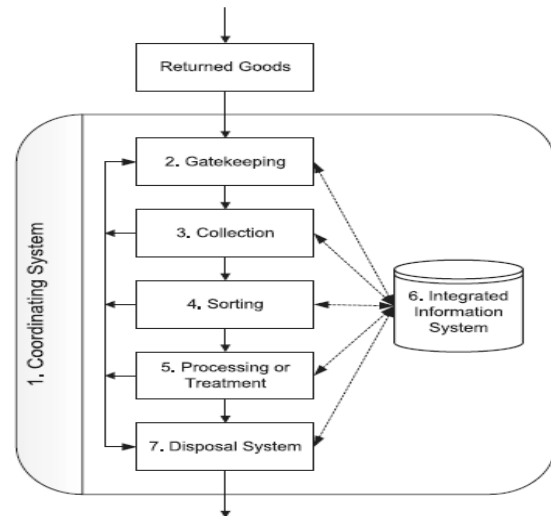 Returned Goods
1. Coordinating System
2. Gatekeeping
3. Collection
4. Sorting
5. Processing or
Treatment
6. Integrated
Information
System
7. Disposal System